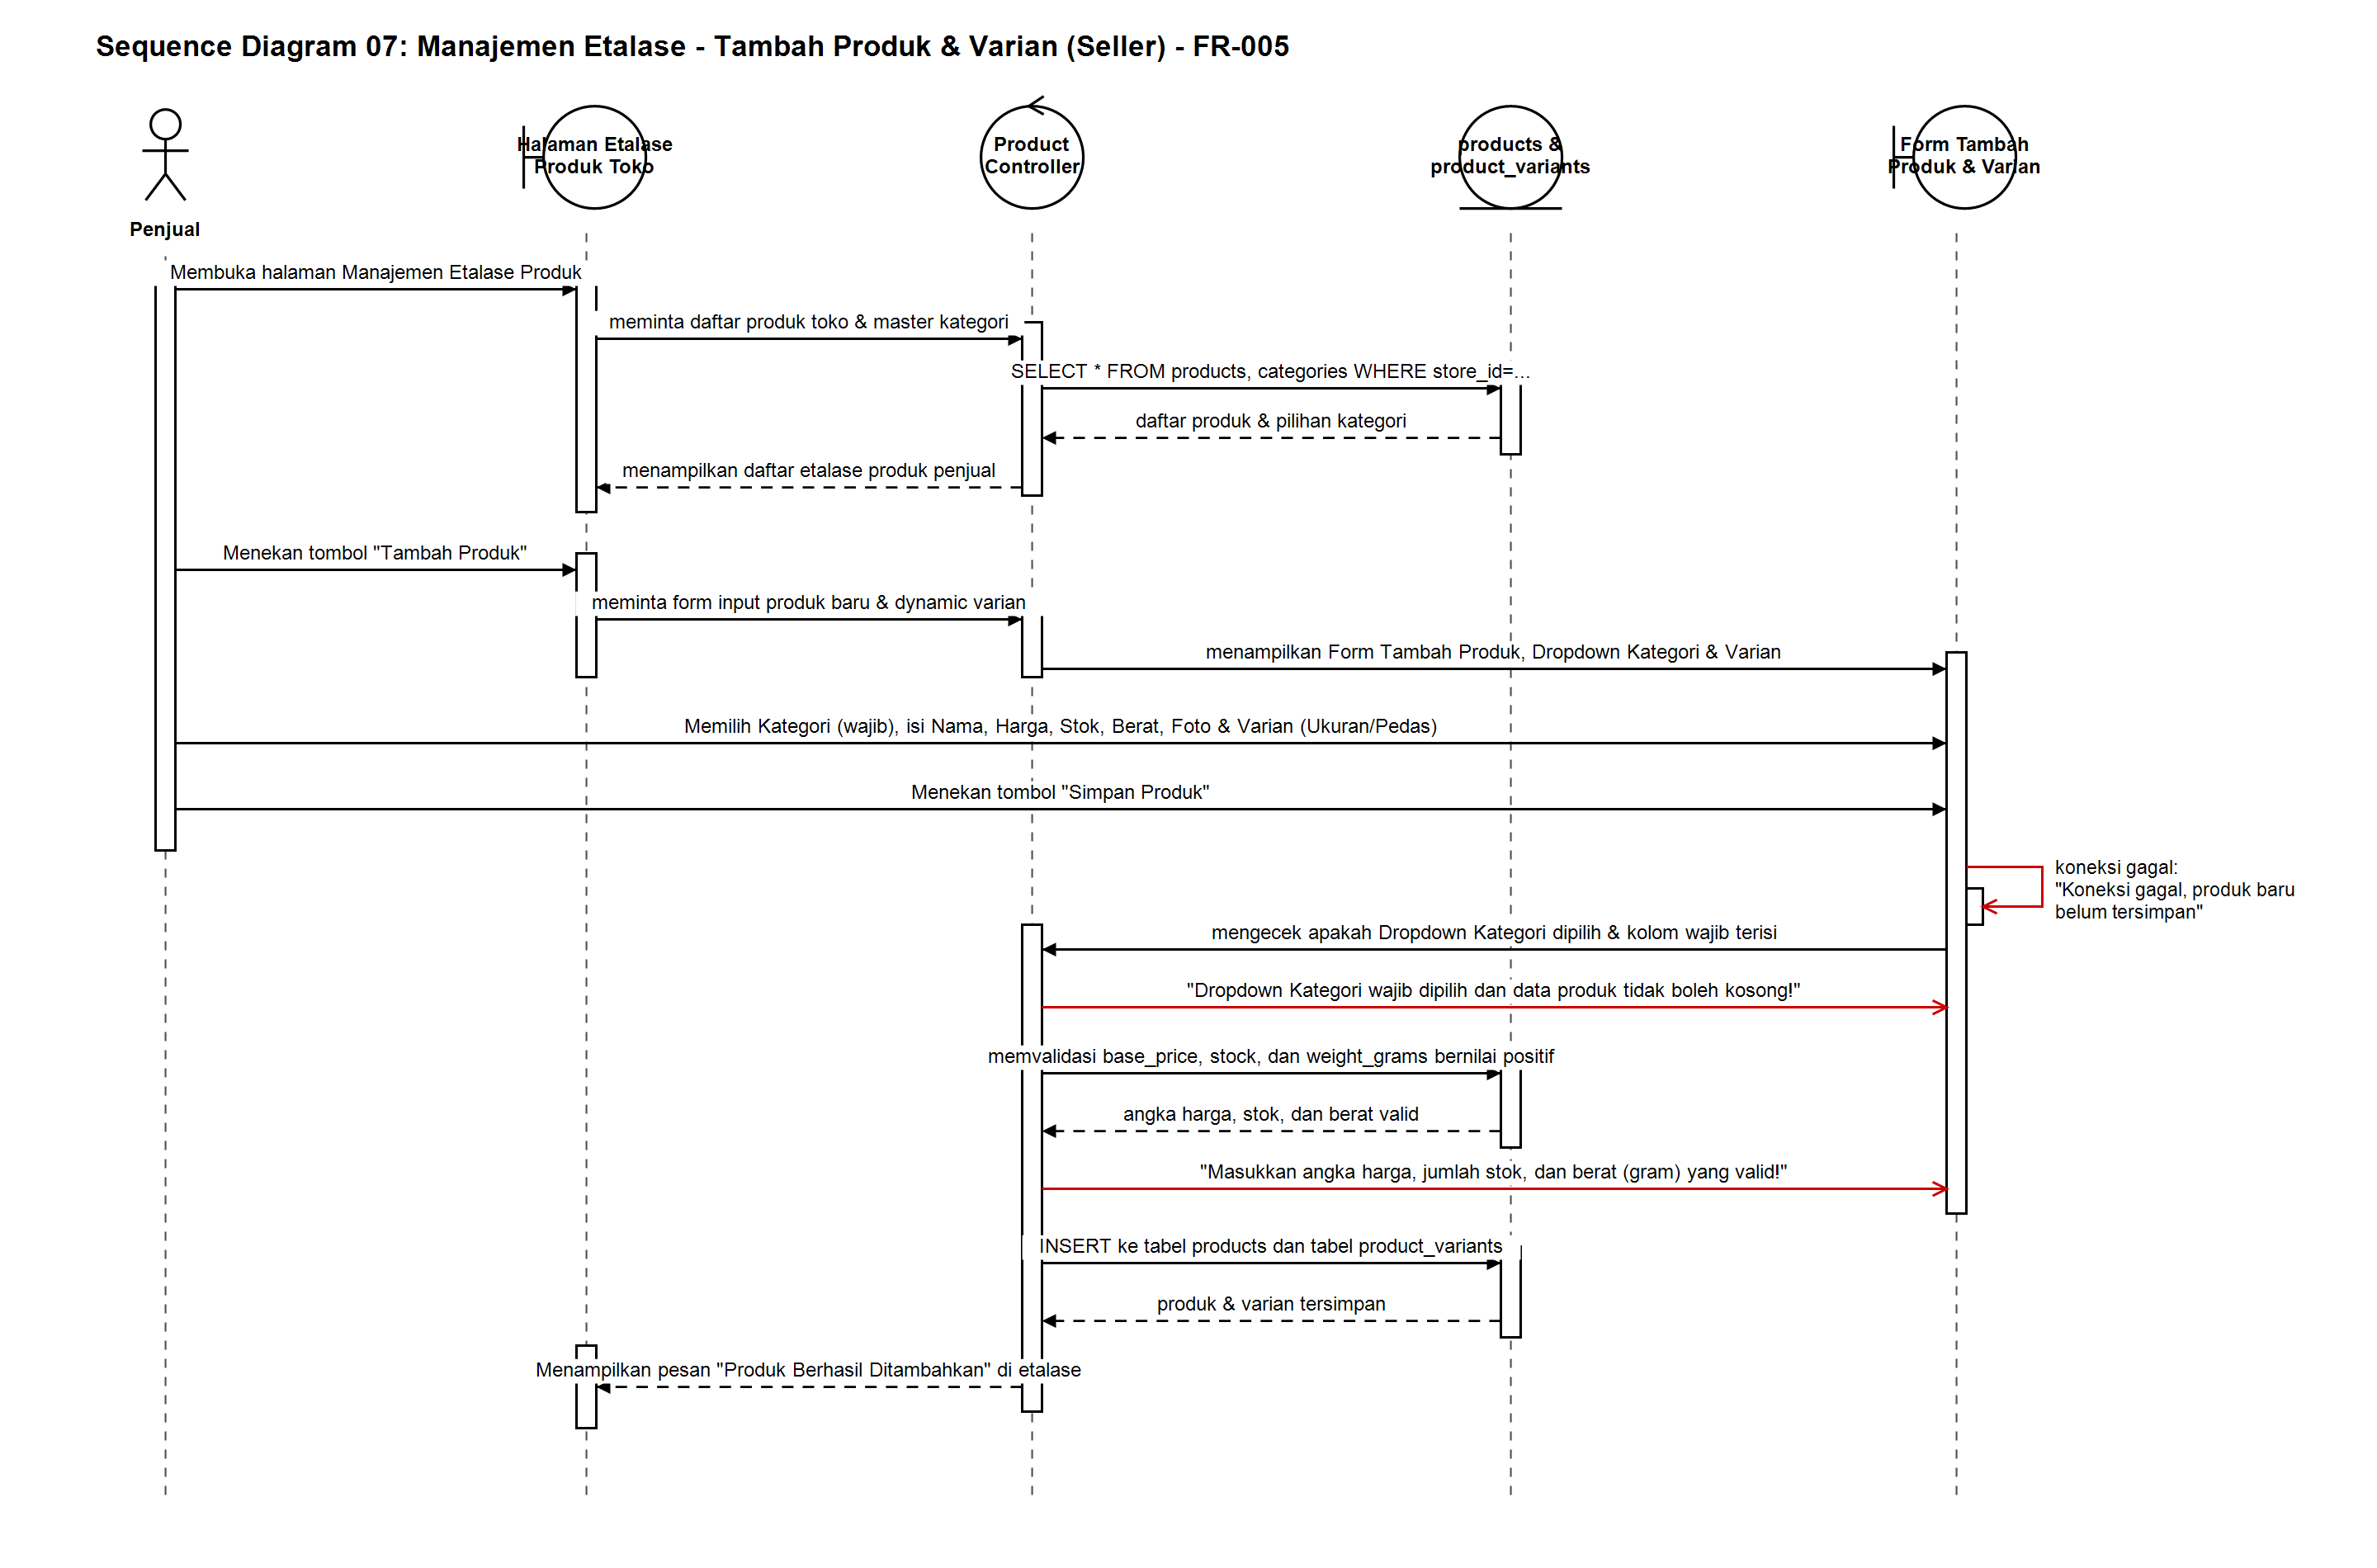 Sequence Diagram 07: Manajemen Etalase - Tambah Produk & Varian (Seller) - FR-005
Penjual
Halaman Etalase
Produk Toko
Product
Controller
products &
product_variants
Form Tambah
Produk & Varian
Membuka halaman Manajemen Etalase Produk
meminta daftar produk toko & master kategori
SELECT * FROM products, categories WHERE store_id=...
daftar produk & pilihan kategori
menampilkan daftar etalase produk penjual
Menekan tombol "Tambah Produk"
meminta form input produk baru & dynamic varian
menampilkan Form Tambah Produk, Dropdown Kategori & Varian
Memilih Kategori (wajib), isi Nama, Harga, Stok, Berat, Foto & Varian (Ukuran/Pedas)
Menekan tombol "Simpan Produk"
koneksi gagal:
"Koneksi gagal, produk baru
belum tersimpan"
mengecek apakah Dropdown Kategori dipilih & kolom wajib terisi
"Dropdown Kategori wajib dipilih dan data produk tidak boleh kosong!"
memvalidasi base_price, stock, dan weight_grams bernilai positif
angka harga, stok, dan berat valid
"Masukkan angka harga, jumlah stok, dan berat (gram) yang valid!"
INSERT ke tabel products dan tabel product_variants
produk & varian tersimpan
Menampilkan pesan "Produk Berhasil Ditambahkan" di etalase